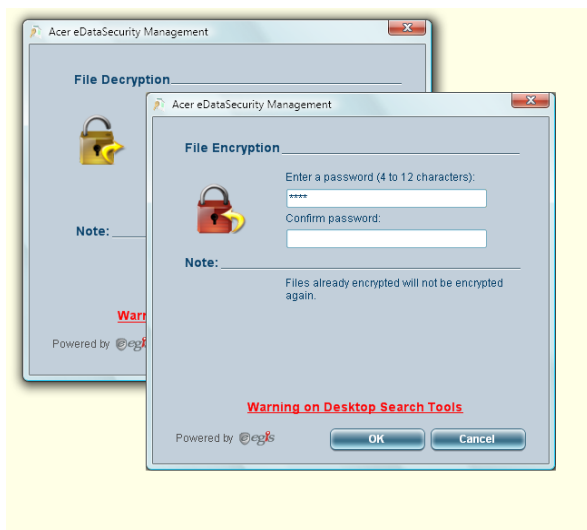 Acer eDataSecurity Management
File Decryption
Note:
Powered by egis
Acer eDataSecurity Management
File Encryption
Enter a password (4 to 12 characters):
****
Confirm password:
Note:
Files already encrypted will not be encrypted
again.
Warning on Desktop Search Tools
Powered by egis
OK
Cancel